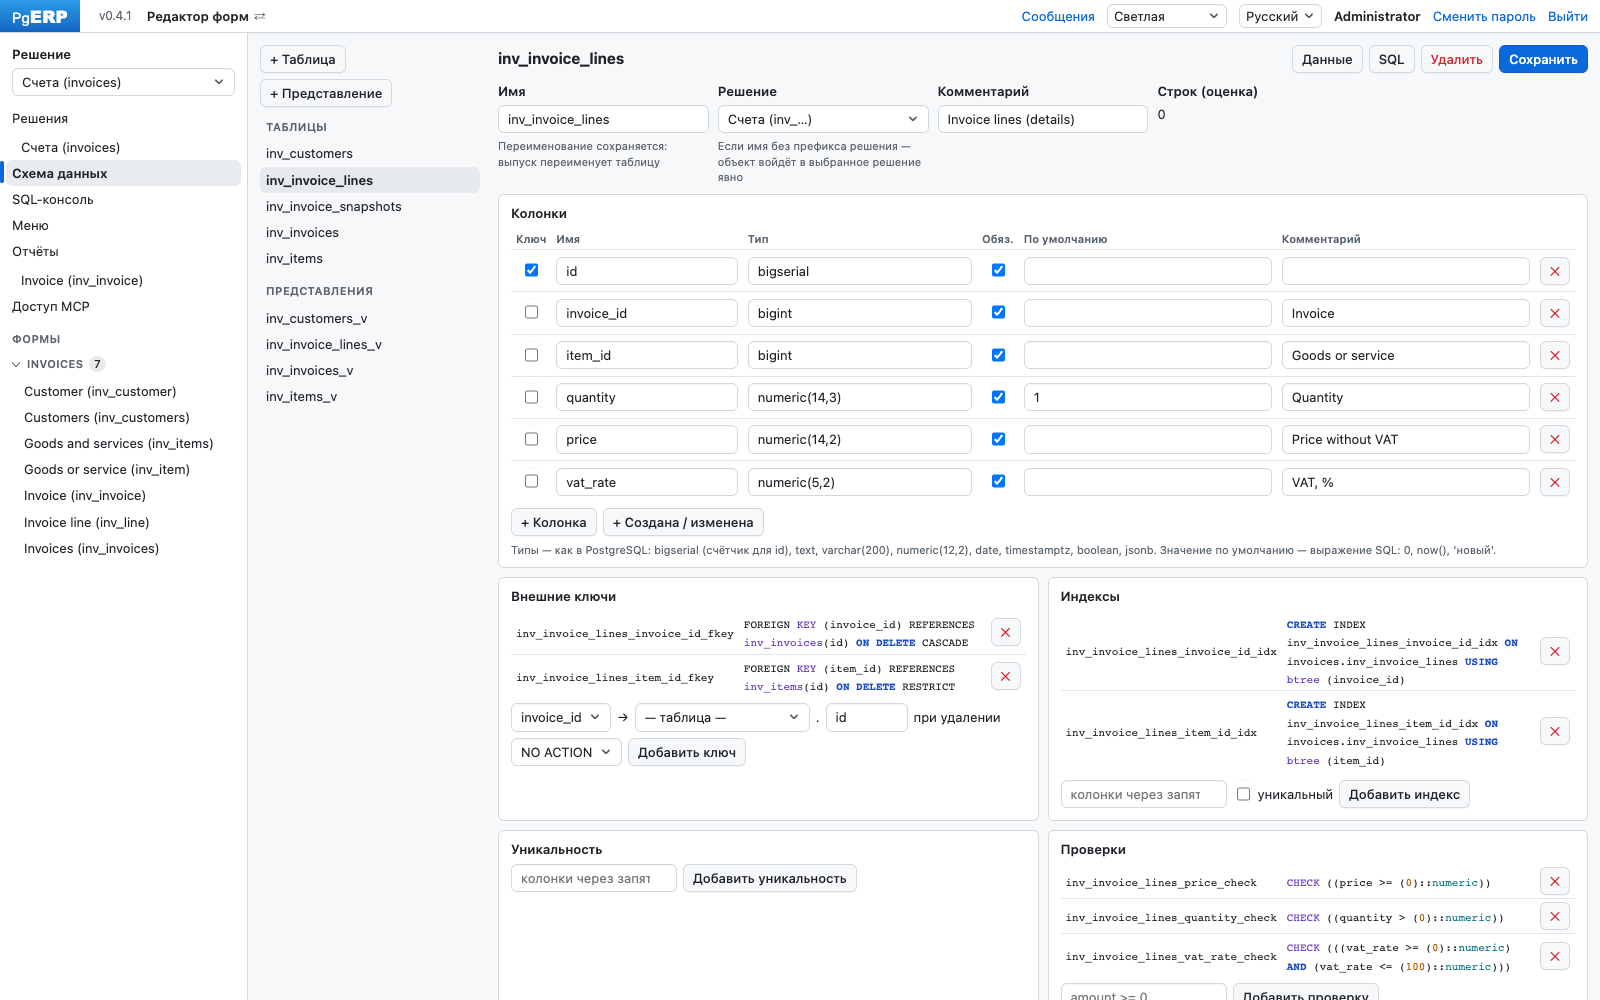 PgERP v0.4.1 Редактор форм ⇄ Сообщения Светлая Русский Administrator Сменить пароль Выйти
Решение
Счета (invoices)
Решения
Счета (invoices)
Схема данных
SQL-консоль
Меню
Отчёты
Invoice (inv_invoice)
Доступ MCP
ФОРМЫ
INVOICES 7
Customer (inv_customer)
Customers (inv_customers)
Goods and services (inv_items)
Goods or service (inv_item)
Invoice (inv_invoice)
Invoice line (inv_line)
Invoices (inv_invoices)
+ Таблица
+ Представление
ТАБЛИЦЫ
inv_customers
inv_invoice_lines
inv_invoice_snapshots
inv_invoices
inv_items
ПРЕДСТАВЛЕНИЯ
inv_customers_v
inv_invoice_lines_v
inv_invoices_v
inv_items_v
inv_invoice_lines Данные SQL Удалить Сохранить
Имя Решение Комментарий Строк (оценка)
inv_invoice_lines Счета (inv_...) Invoice lines (details) 0
Переименование сохраняется:
выпуск переименует таблицу
Если имя без префикса решения —
объект войдёт в выбранное решение
явно
Колонки
Ключ Имя Тип Обяз. По умолчанию Комментарий
id bigserial
invoice_id bigint Invoice
item_id bigint Goods or service
quantity numeric(14,3) 1 Quantity
price numeric(14,2) Price without VAT
vat_rate numeric(5,2) VAT, %
+ Колонка + Создана / изменена
Типы — как в PostgreSQL: bigserial (счётчик для id), text, varchar(200), numeric(12,2), date, timestamptz, boolean, jsonb. Значение по умолчанию — выражение SQL: 0, now(), 'новый'.
Внешние ключи
inv_invoice_lines_invoice_id_fkey FOREIGN KEY (invoice_id) REFERENCES
inv_invoices(id) ON DELETE CASCADE
inv_invoice_lines_item_id_fkey FOREIGN KEY (item_id) REFERENCES
inv_items(id) ON DELETE RESTRICT
invoice_id → — таблица — . id при удалении
NO ACTION Добавить ключ
Индексы
inv_invoice_lines_invoice_id_idx CREATE INDEX
inv_invoice_lines_invoice_id_idx ON
invoices.inv_invoice_lines USING
btree (invoice_id)
inv_invoice_lines_item_id_idx CREATE INDEX
inv_invoice_lines_item_id_idx ON
invoices.inv_invoice_lines USING
btree (item_id)
колонки через запят уникальный Добавить индекс
Уникальность
колонки через запят Добавить уникальность
Проверки
inv_invoice_lines_price_check CHECK ((price >= (0)::numeric))
inv_invoice_lines_quantity_check CHECK ((quantity > (0)::numeric))
inv_invoice_lines_vat_rate_check CHECK (((vat_rate >= (0)::numeric)
AND (vat_rate <= (100)::numeric)))
amount >= 0 Добавить проверку